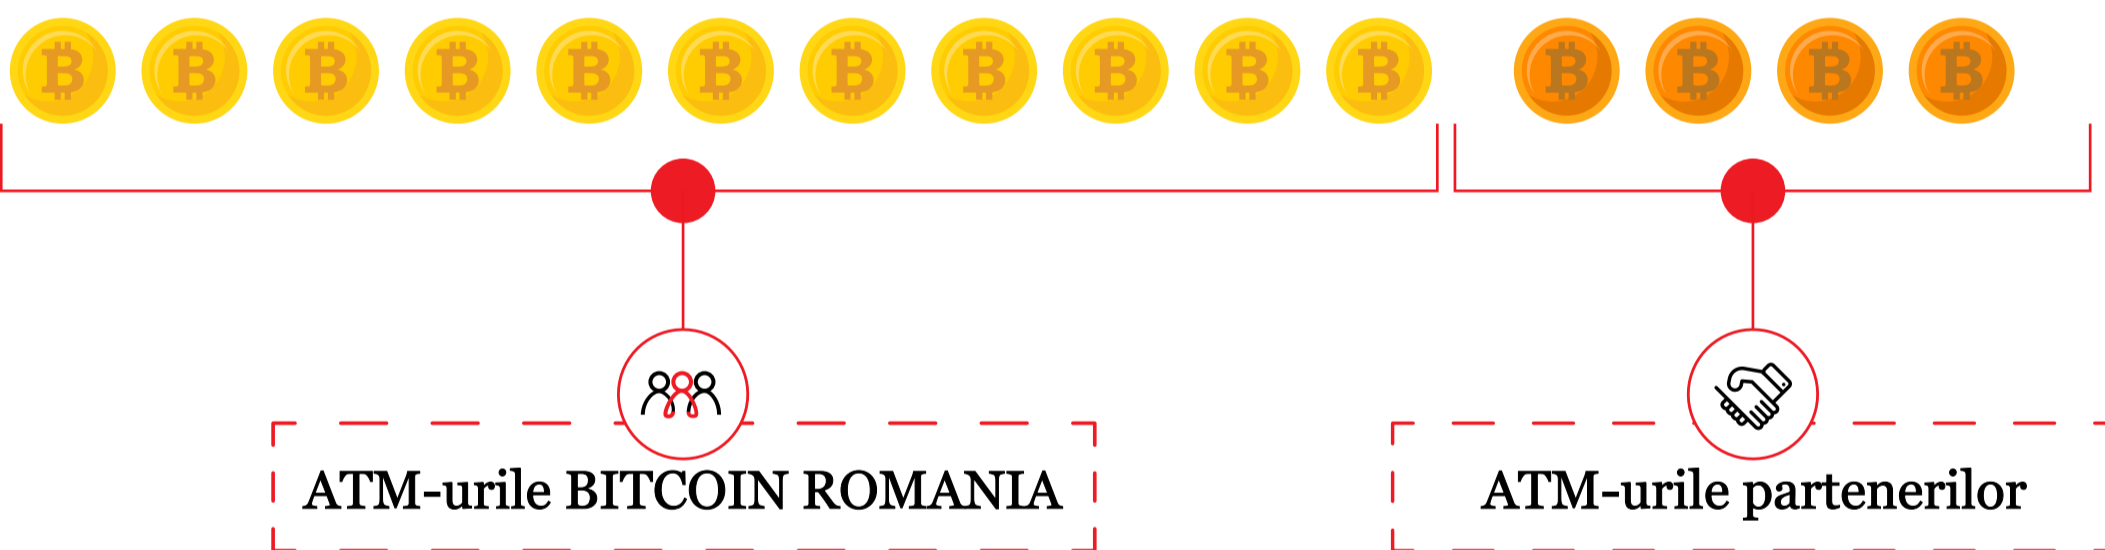 ATM-urile BITCOIN ROMANIA
ATM-urile partenerilor